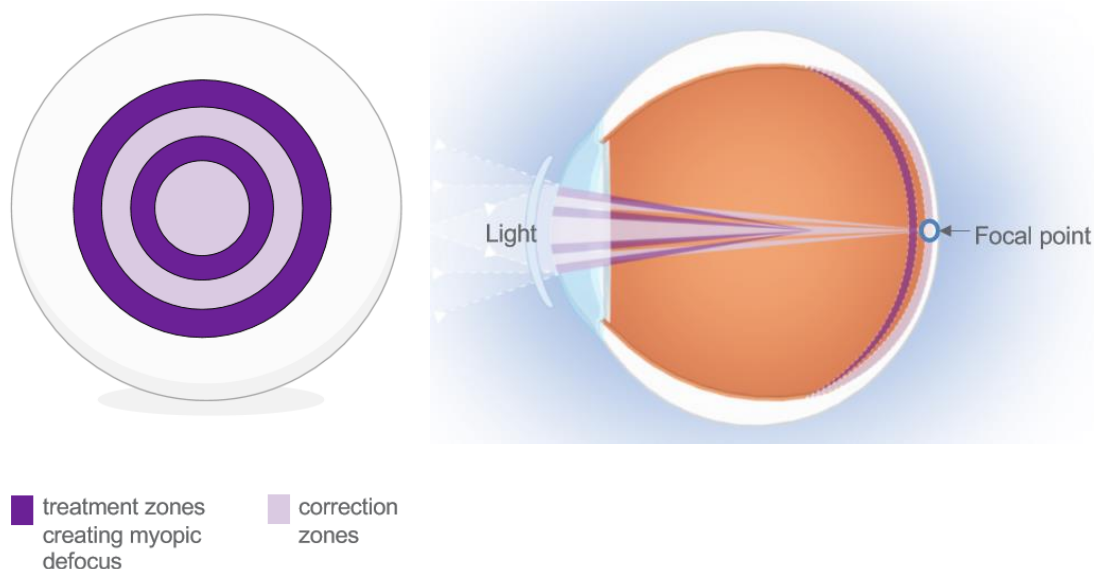 Light
Focal point
treatment zones
creating myopic
defocus
correction
zones